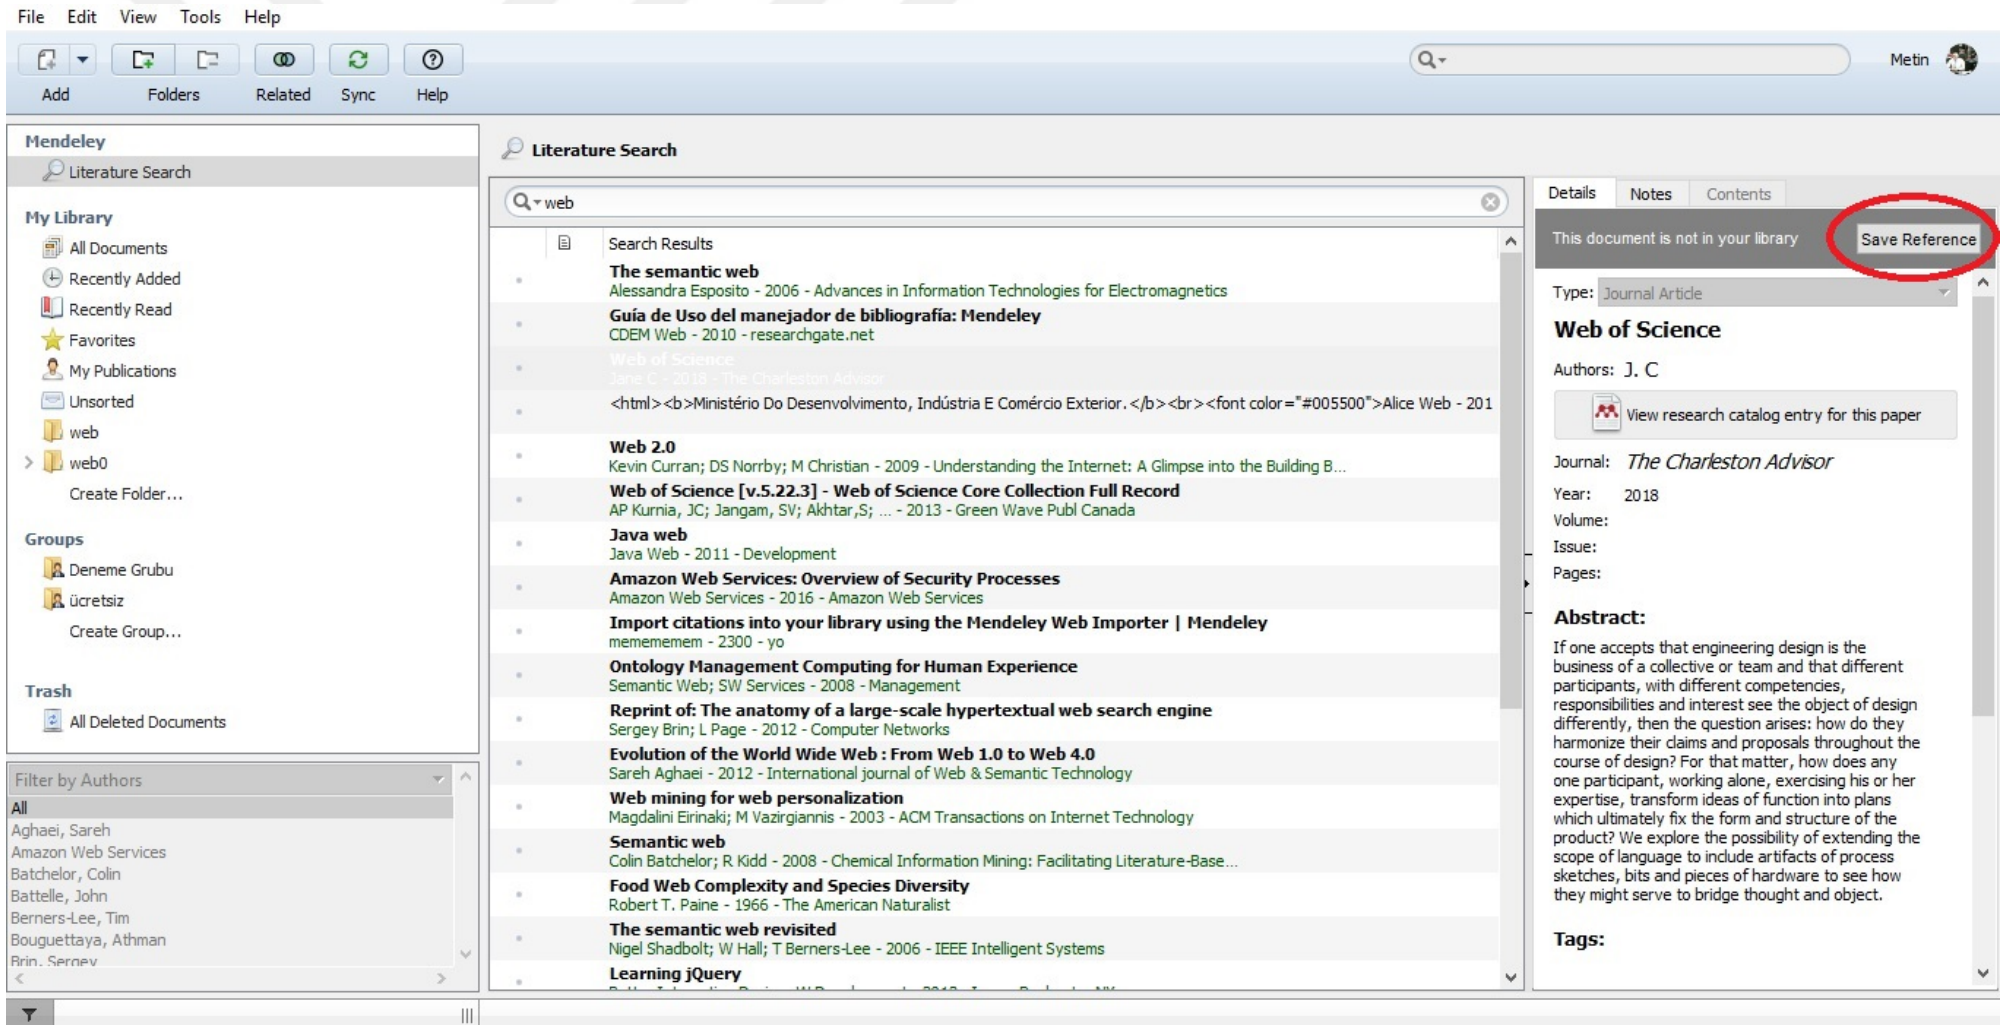 File Edit View Tools Help
Add Folders Related Sync Help
Metin
Mendeley
Literature Search
My Library
All Documents
Recently Added
Recently Read
Favorites
My Publications
Unsorted
web
web0
Create Folder...
Groups
Deneme Grubu
ücretsiz
Create Group...
Trash
All Deleted Documents
Filter by Authors
All
Aghaei, Sareh
Amazon Web Services
Batchelor, Colin
Battelle, John
Berners-Lee, Tim
Bouguettaya, Athman
Brin, Sergey
Literature Search
web
Search Results
The semantic web
Alessandra Esposito - 2006 - Advances in Information Technologies for Electromagnetics
Guía de Uso del manejador de bibliografía: Mendeley
CDEM Web - 2010 - researchgate.net
Web of Science
Jane C - 2018 - The Charleston Advisor
<html><b>Ministério Do Desenvolvimento, Indústria E Comércio Exterior.</b><br><font color="#005500">Alice Web - 201
Web 2.0
Kevin Curran; DS Norrby; M Christian - 2009 - Understanding the Internet: A Glimpse into the Building B...
Web of Science [v.5.22.3] - Web of Science Core Collection Full Record
AP Kurnia, JC; Jangam, SV; Akhtar,S; ... - 2013 - Green Wave Publ Canada
Java web
Java Web - 2011 - Development
Amazon Web Services: Overview of Security Processes
Amazon Web Services - 2016 - Amazon Web Services
Import citations into your library using the Mendeley Web Importer | Mendeley
memememem - 2300 - yo
Ontology Management Computing for Human Experience
Semantic Web; SW Services - 2008 - Management
Reprint of: The anatomy of a large-scale hypertextual web search engine
Sergey Brin; L Page - 2012 - Computer Networks
Evolution of the World Wide Web : From Web 1.0 to Web 4.0
Sareh Aghaei - 2012 - International journal of Web & Semantic Technology
Web mining for web personalization
Magdalini Eirinaki; M Vazirgiannis - 2003 - ACM Transactions on Internet Technology
Semantic web
Colin Batchelor; R Kidd - 2008 - Chemical Information Mining: Facilitating Literature-Base...
Food Web Complexity and Species Diversity
Robert T. Paine - 1966 - The American Naturalist
The semantic web revisited
Nigel Shadbolt; W Hall; T Berners-Lee - 2006 - IEEE Intelligent Systems
Learning jQuery
Details Notes Contents
This document is not in your library Save Reference
Type: Journal Article
Web of Science
Authors: J. C
View research catalog entry for this paper
Journal: The Charleston Advisor
Year: 2018
Volume:
Issue:
Pages:
Abstract:
If one accepts that engineering design is the
business of a collective or team and that different
participants, with different competencies,
responsibilities and interest see the object of design
differently, then the question arises: how do they
harmonize their claims and proposals throughout the
course of design? For that matter, how does any
one participant, working alone, exercising his or her
expertise, transform ideas of function into plans
which ultimately fix the form and structure of the
product? We explore the possibility of extending the
scope of language to include artifacts of process
sketches, bits and pieces of hardware to see how
they might serve to bridge thought and object.
Tags: